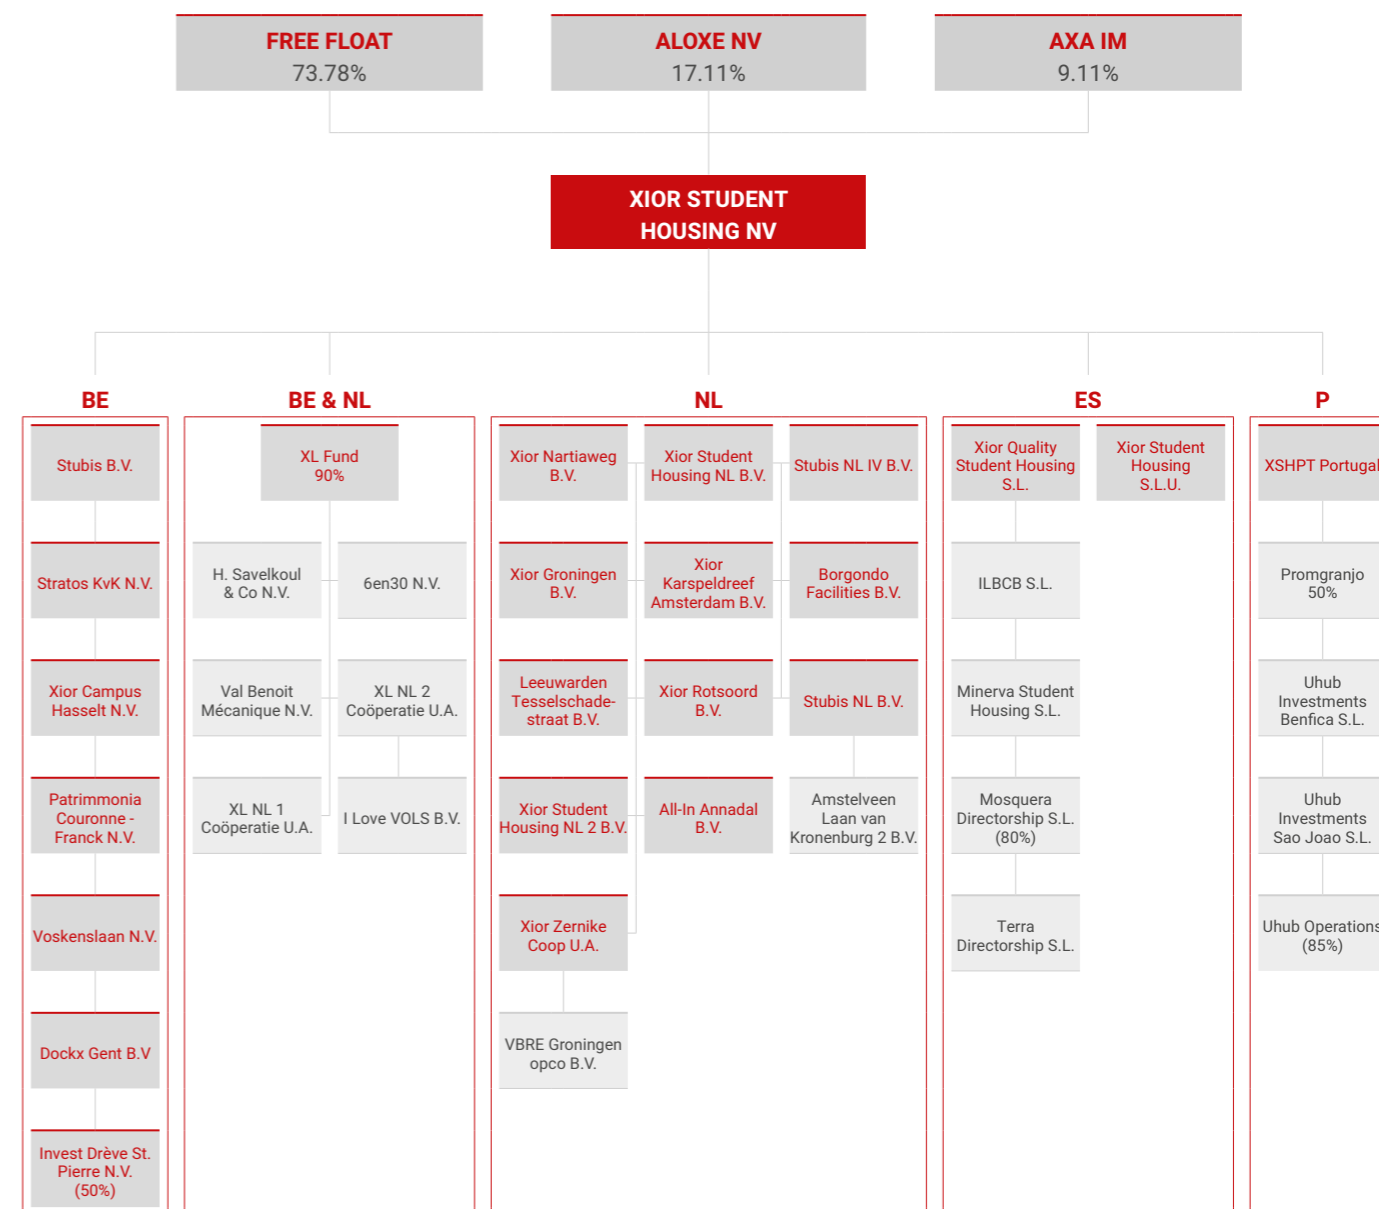 FREE FLOAT
73.78%
ALOXE NV
17.11%
AXA IM
9.11%
XIOR STUDENT
HOUSING NV
BE
Stubis B.V.
Stratos KvK N.V.
Xior Campus
Hasselt N.V.
Patrimmonia
Couronne -
Franck N.V.
Voskenslaan N.V.
Dockx Gent B.V
Invest Drève St.
Pierre N.V.
(50%)
BE & NL
XL Fund
90%
H. Savelkoul
& Co N.V.
6en30 N.V.
Val Benoit
Mécanique N.V.
XL NL 2
Coöperatie U.A.
XL NL 1
Coöperatie U.A.
I Love VOLS B.V.
NL
Xior Nartiaweg
B.V.
Xior Student
Housing NL B.V.
Stubis NL IV B.V.
Xior Groningen
B.V.
Xior
Karspeldreef
Amsterdam B.V.
Borgondo
Facilities B.V.
Leeuwarden
Tesselschade-
straat B.V.
Xior Rotsoord
B.V.
Stubis NL B.V.
Xior Student
Housing NL 2 B.V.
All-In Annadal
B.V.
Amstelveen
Laan van
Kronenburg 2 B.V.
Xior Zernike
Coop U.A.
VBRE Groningen
opco B.V.
ES
Xior Quality
Student Housing
S.L.
Xior Student
Housing
S.L.U.
ILBCB S.L.
Minerva Student
Housing S.L.
Mosquera
Directorship S.L.
(80%)
Terra
Directorship S.L.
P
XSHPT Portugal
Promgranjo
50%
Uhub
Investments
Benfica S.L.
Uhub
Investments
Sao Joao S.L.
Uhub Operations
(85%)